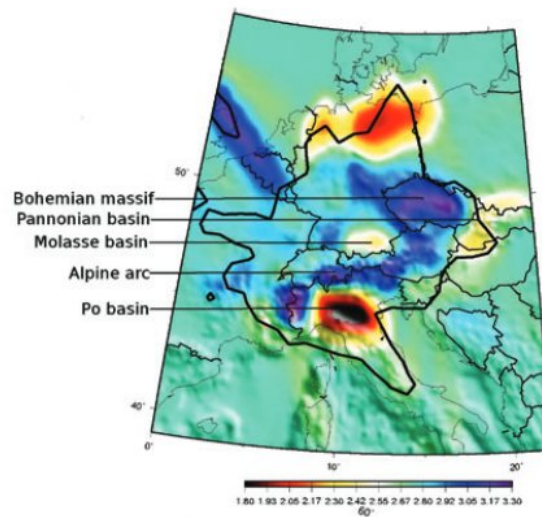 50˚
Bohemian massif
Pannonian basin
Molasse basin
Alpine arc
Po basin
40˚
0˚
10˚
20˚
1.80 1.93 2.05 2.17 2.30 2.42 2.55 2.67 2.80 2.92 3.05 3.17 3.30
60˚